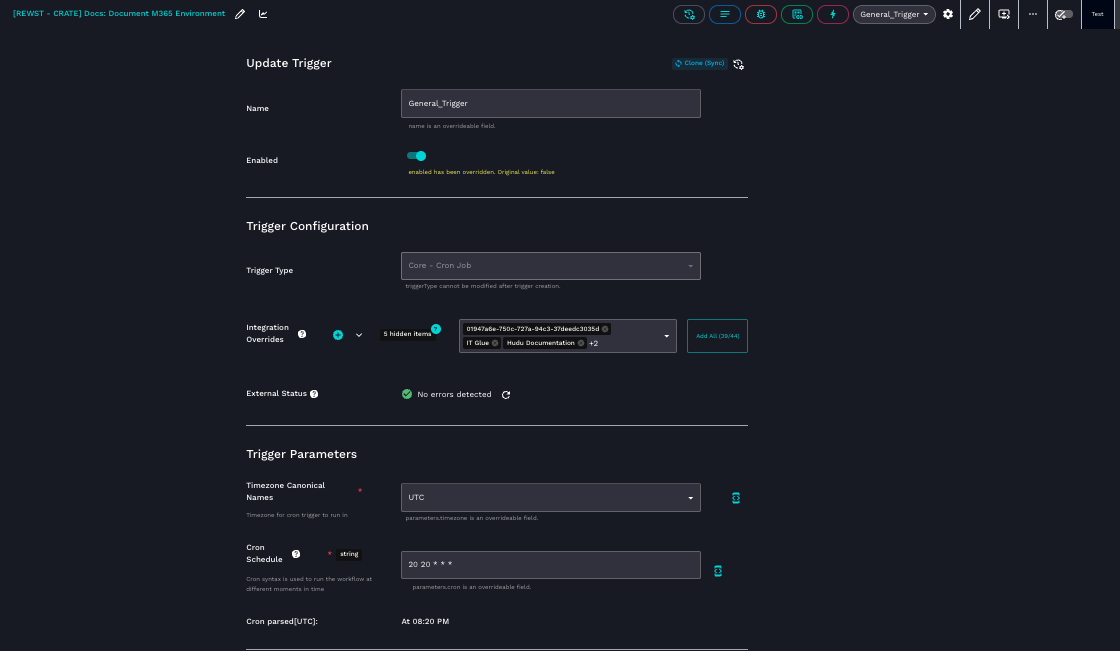 [REWST - CRATE] Docs: Document M365 Environment
General_Trigger
Test
Update Trigger
Clone (Sync)
Name
General_Trigger
name is an overrideable field.
Enabled
enabled has been overridden. Original value: false
Trigger Configuration
Trigger Type
Core - Cron Job
triggerType cannot be modified after trigger creation.
Integration
Overrides
?
5 hidden items
?
01947a6e-750c-727a-94c3-37deedc3035d
IT Glue
Hudu Documentation
+2
Add All (39/44)
External Status
?
No errors detected
Trigger Parameters
Timezone Canonical
Names
*
Timezone for cron trigger to run in
UTC
parameters.timezone is an overrideable field.
Cron
Schedule
?
* string
Cron syntax is used to run the workflow at
different moments in time
20 20 * * *
parameters.cron is an overrideable field.
Cron parsed[UTC]:
At 08:20 PM